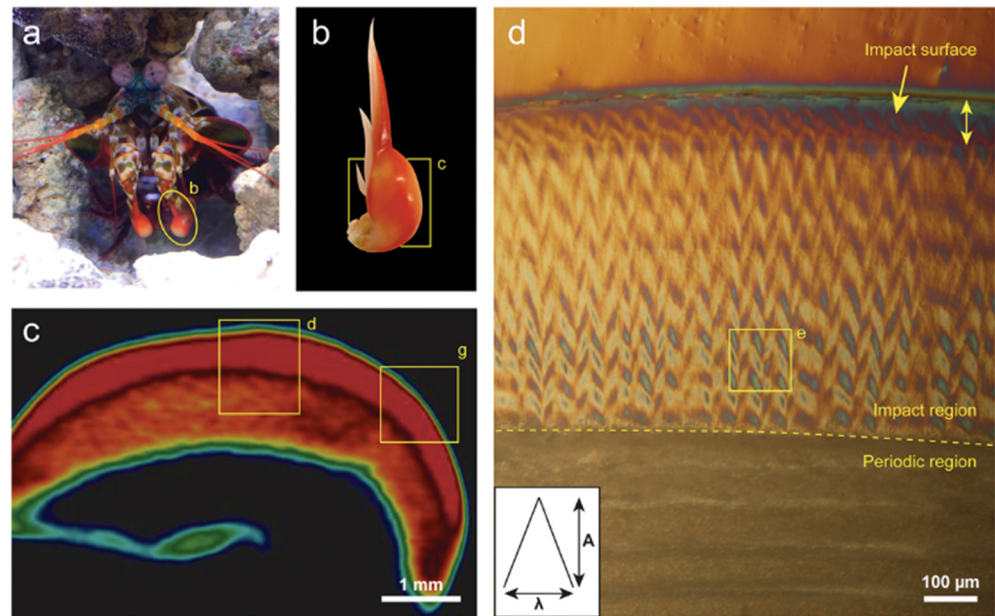 a
b
b
c
c
d
g
1 mm
d
Impact surface
e
Impact region
Periodic region
A
λ
100 µm